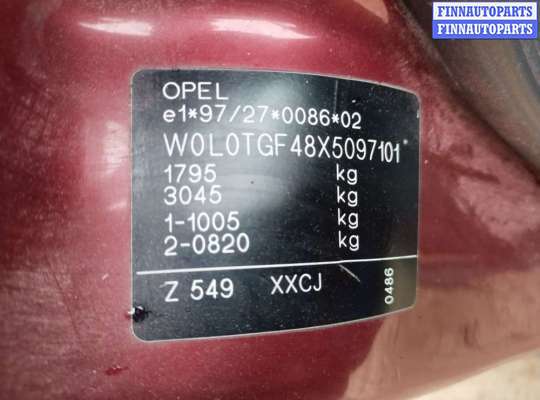 FINNAUTOPARTS
FINNAUTOPARTS
OPEL
e1*97/27*0086*02
W0L0TGF48X5097101
1795 kg
3045 kg
1-1005 kg
2-0820 kg
Z 549 XXCJ
0486